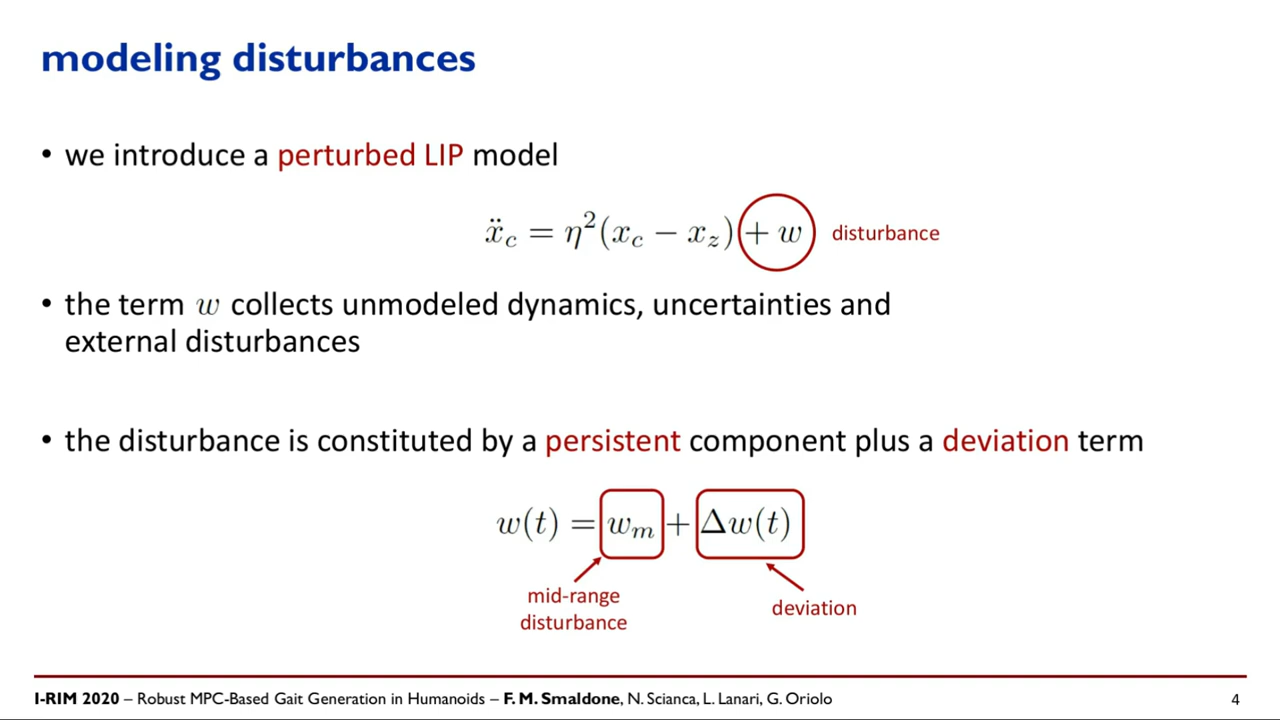 modeling disturbances
• we introduce a perturbed LIP model
ẍ_c = η²(x_c − x_z) + w disturbance
• the term w collects unmodeled dynamics, uncertainties and
external disturbances
• the disturbance is constituted by a persistent component plus a deviation term
w(t) = w_m + Δw(t)
mid-range
disturbance
deviation
I-RIM 2020 – Robust MPC-Based Gait Generation in Humanoids – F. M. Smaldone, N. Scianca, L. Lanari, G. Oriolo 4